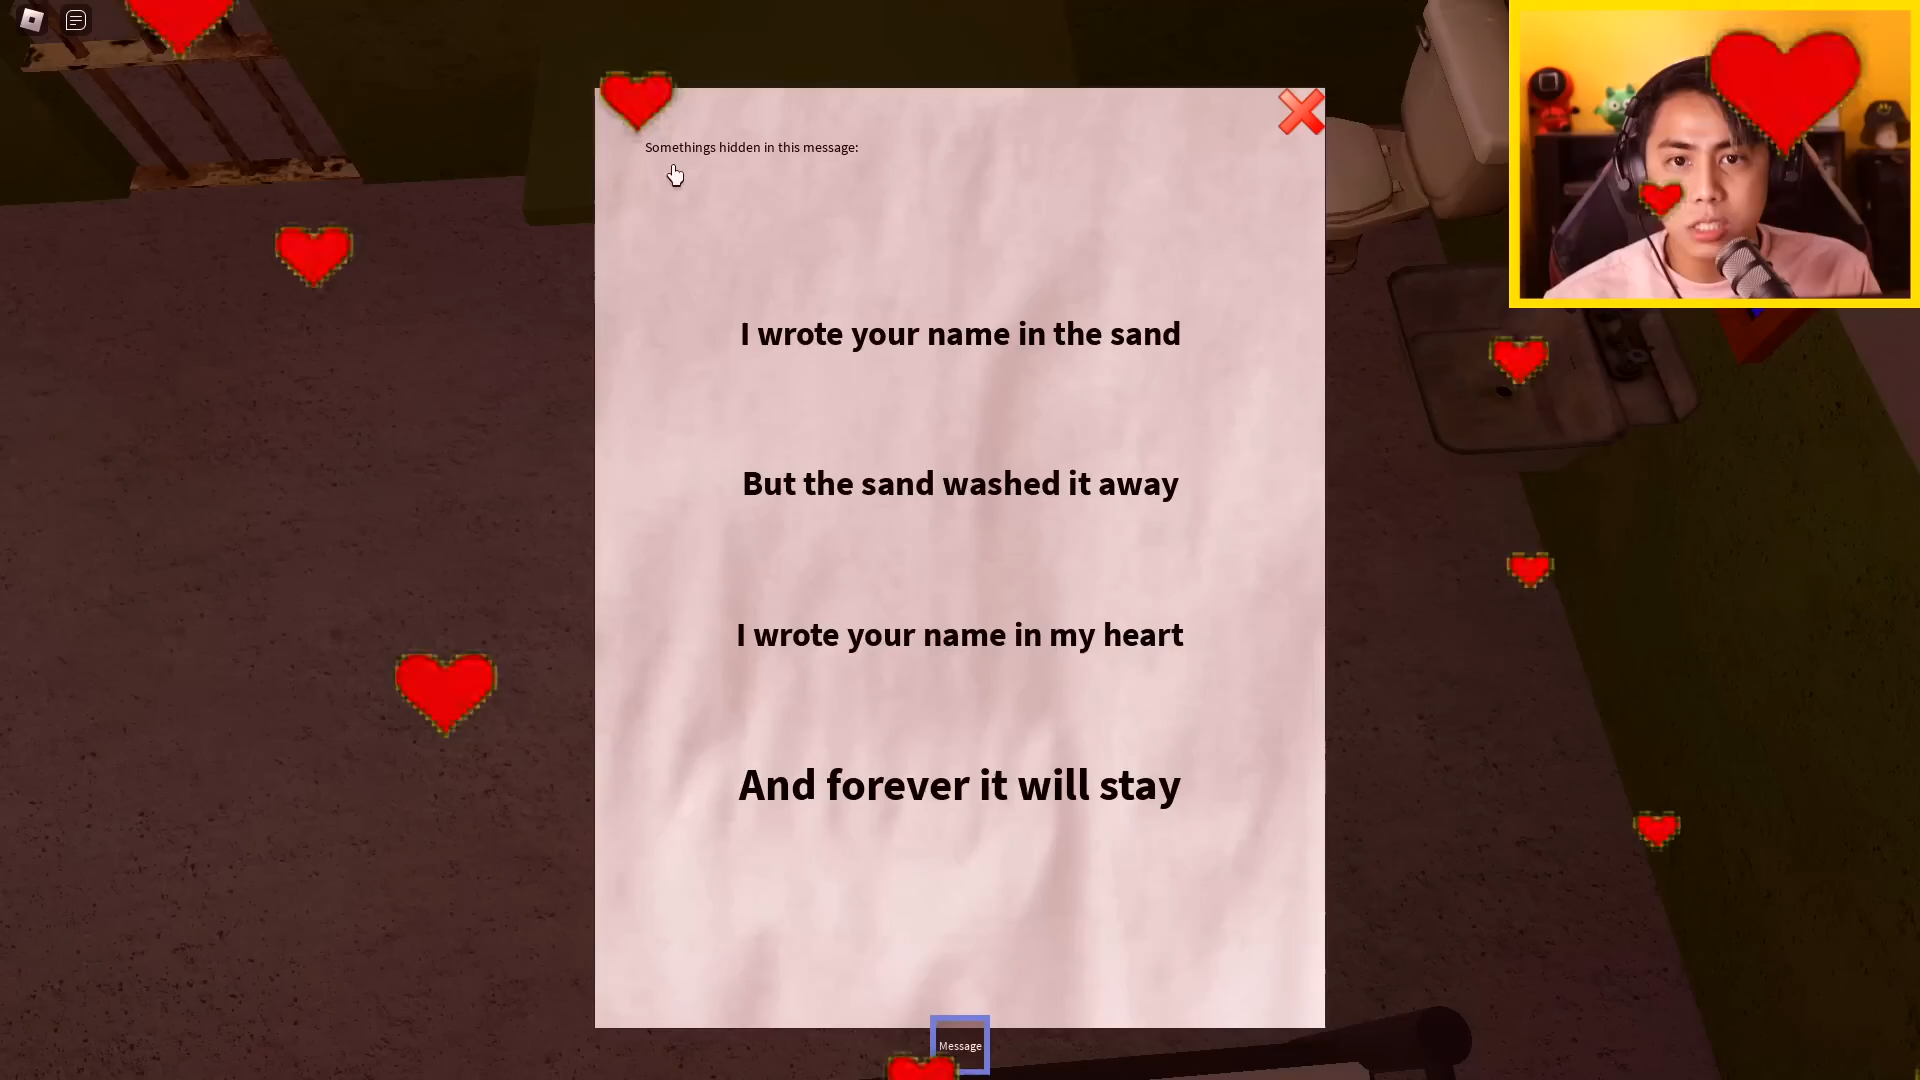 Somethings hidden in this message:
I wrote your name in the sand
But the sand washed it away
I wrote your name in my heart
And forever it will stay
Message